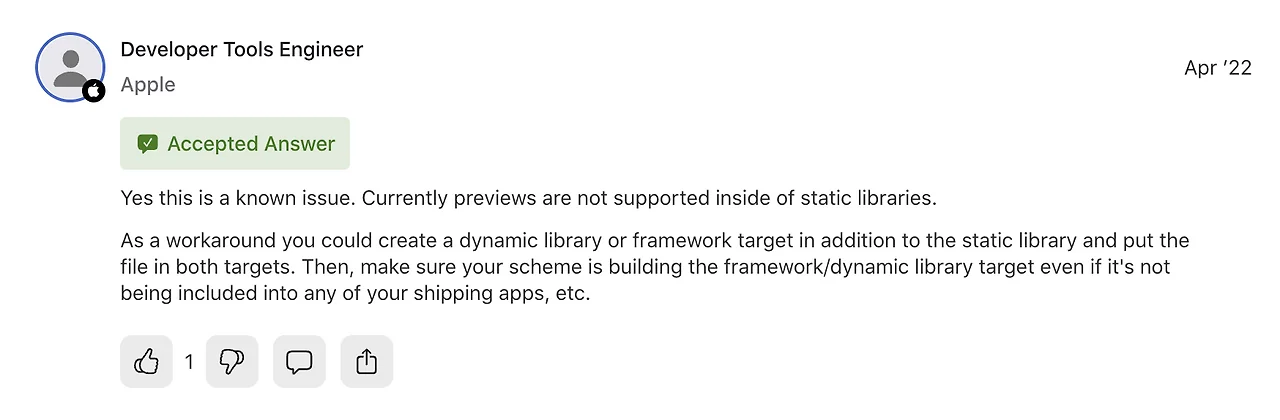 Developer Tools Engineer
Apple
Apr ’22
Accepted Answer
Yes this is a known issue. Currently previews are not supported inside of static libraries.
As a workaround you could create a dynamic library or framework target in addition to the static library and put the
file in both targets. Then, make sure your scheme is building the framework/dynamic library target even if it's not
being included into any of your shipping apps, etc.
1